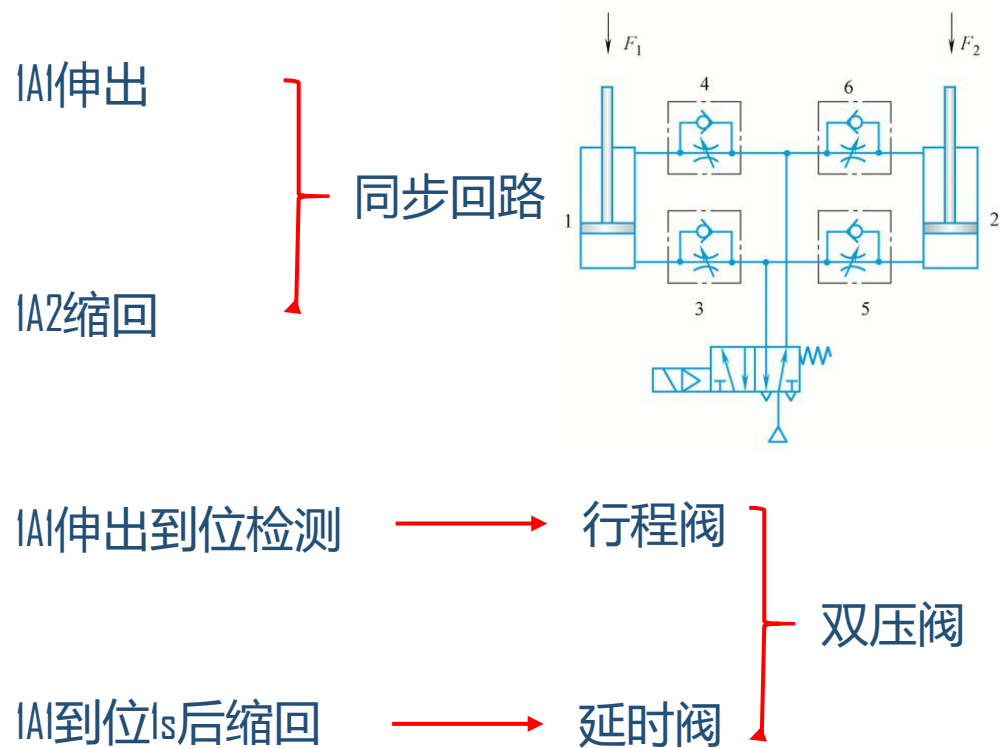 1A1伸出
1A2缩回
同步回路
F1
F2
4
6
1
2
3
5
1A1伸出到位检测
行程阀
双压阀
1A1到位1s后缩回
延时阀